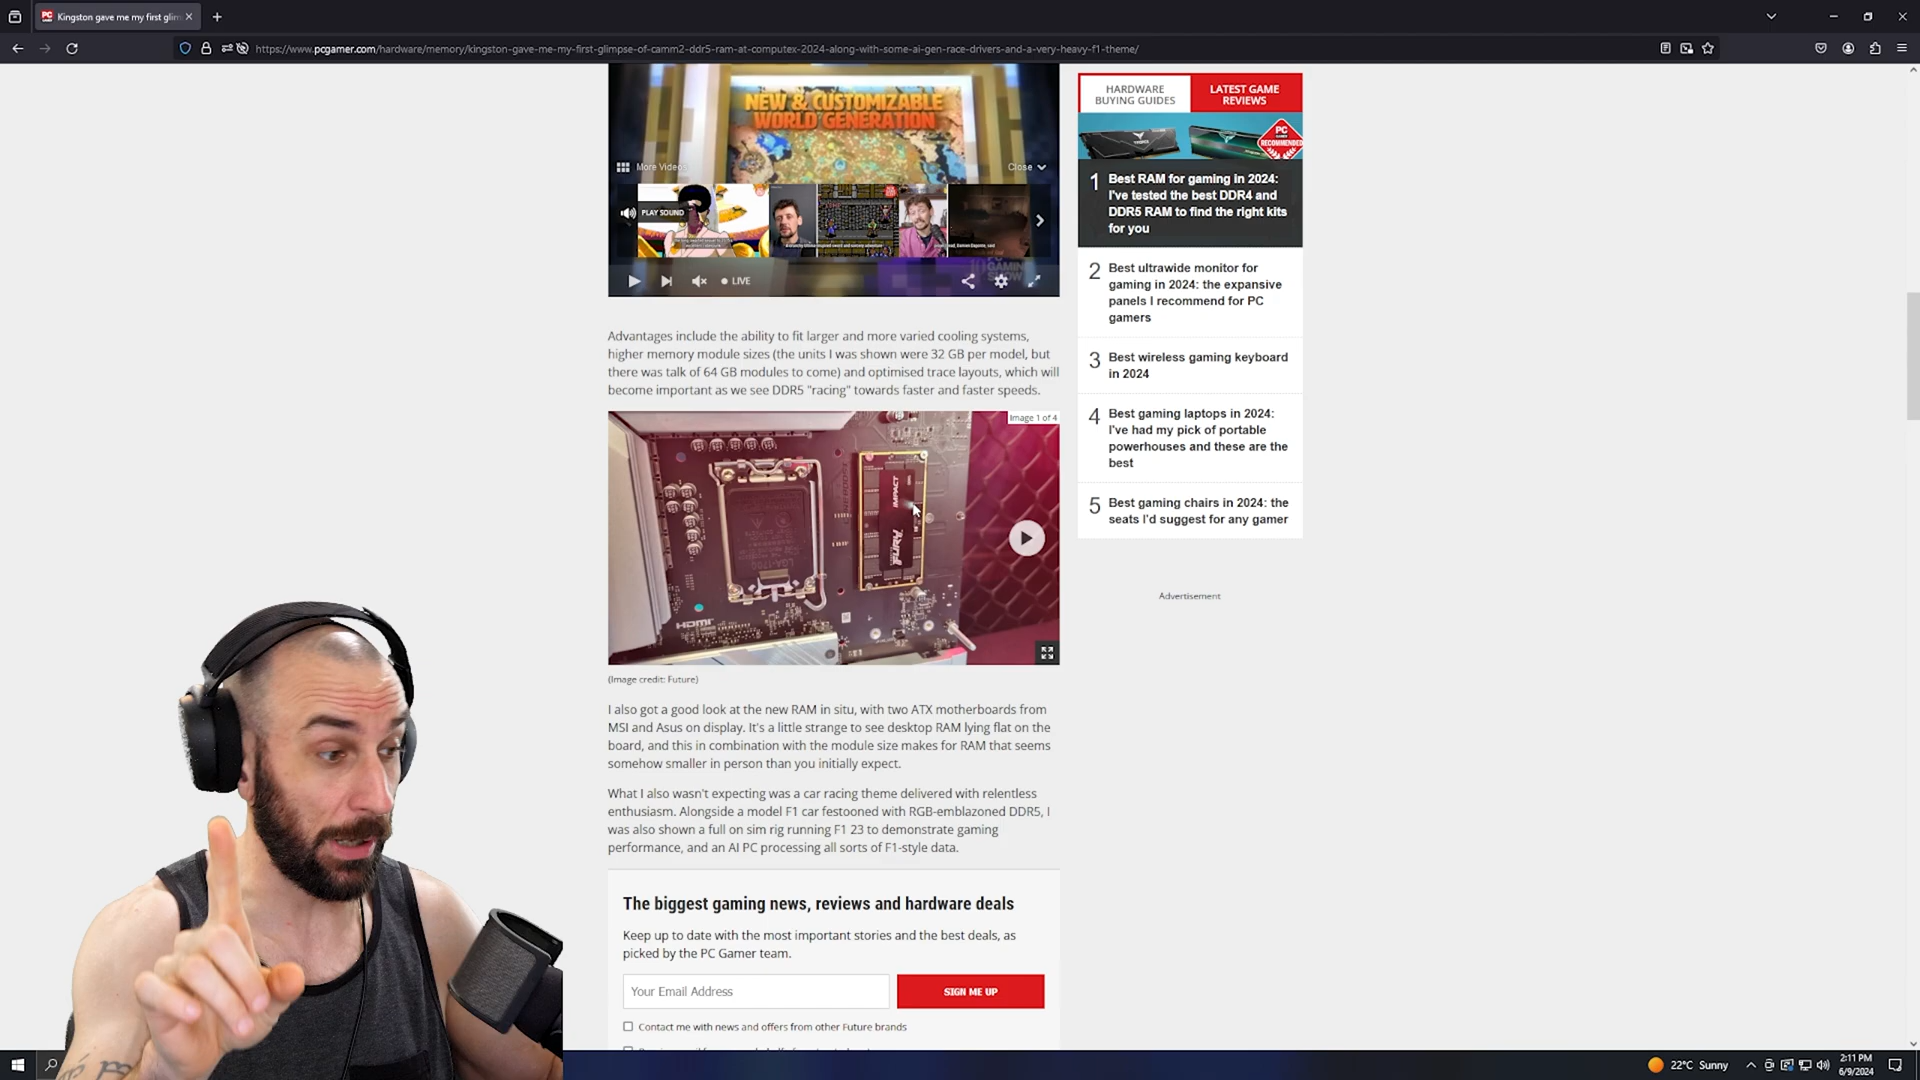 Kingston gave me my first glim
https://www.pcgamer.com/hardware/memory/kingston-gave-me-my-first-glimpse-of-camm2-ddr5-ram-at-computex-2024-along-with-some-ai-gen-race-drivers-and-a-very-heavy-f1-theme/
NEW & CUSTOMIZABLE
WORLD GENERATION
More Videos
Close
PLAY SOUND
LIVE
Advantages include the ability to fit larger and more varied cooling systems,
higher memory module sizes (the units I was shown were 32 GB per model, but
there was talk of 64 GB modules to come) and optimised trace layouts, which will
become important as we see DDR5 "racing" towards faster and faster speeds.
Image 1 of 4
IMPACT
FURY
LGA-1700
HDMI
(Image credit: Future)
I also got a good look at the new RAM in situ, with two ATX motherboards from
MSI and Asus on display. It's a little strange to see desktop RAM lying flat on the
board, and this in combination with the module size makes for RAM that seems
somehow smaller in person than you initially expect.
What I also wasn't expecting was a car racing theme delivered with relentless
enthusiasm. Alongside a model F1 car festooned with RGB-emblazoned DDR5, I
was also shown a full on sim rig running F1 23 to demonstrate gaming
performance, and an AI PC processing all sorts of F1-style data.
The biggest gaming news, reviews and hardware deals
Keep up to date with the most important stories and the best deals, as
picked by the PC Gamer team.
Your Email Address
SIGN ME UP
Contact me with news and offers from other Future brands
HARDWARE
BUYING GUIDES
LATEST GAME
REVIEWS
PC
GAMER
RECOMMENDED
1 Best RAM for gaming in 2024:
I've tested the best DDR4 and
DDR5 RAM to find the right kits
for you
2 Best ultrawide monitor for
gaming in 2024: the expansive
panels I recommend for PC
gamers
3 Best wireless gaming keyboard
in 2024
4 Best gaming laptops in 2024:
I've had my pick of portable
powerhouses and these are the
best
5 Best gaming chairs in 2024: the
seats I'd suggest for any gamer
Advertisement
22°C Sunny
2:11 PM
6/9/2024